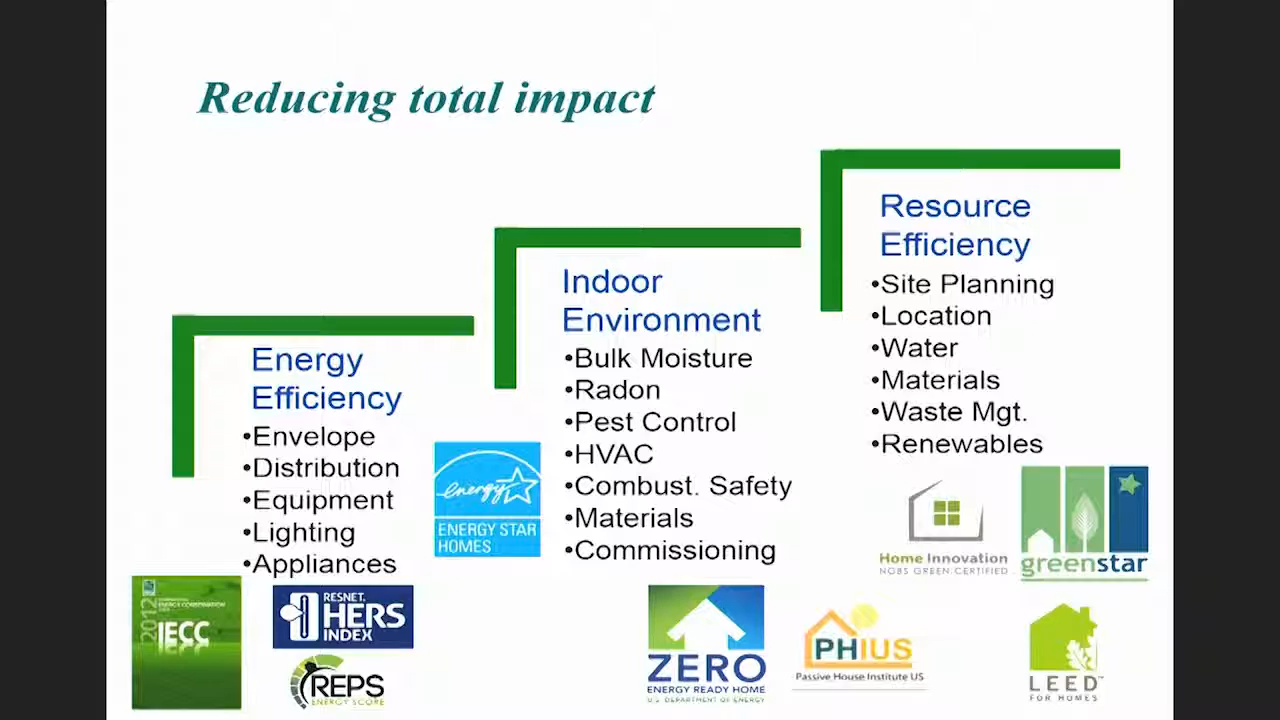 Reducing total impact
Energy
Efficiency
•Envelope
•Distribution
•Equipment
•Lighting
•Appliances
Indoor
Environment
•Bulk Moisture
•Radon
•Pest Control
•HVAC
•Combust. Safety
•Materials
•Commissioning
Resource
Efficiency
•Site Planning
•Location
•Water
•Materials
•Waste Mgt.
•Renewables
energy
ENERGY STAR
HOMES
2012
IECC
RESNET.
HERS
INDEX
REPS
ENERGY SCORE
ZERO
ENERGY READY HOME
U.S. DEPARTMENT OF ENERGY
PHIUS
Passive House Institute US
Home Innovation
greenstar
LEED
FOR HOMES